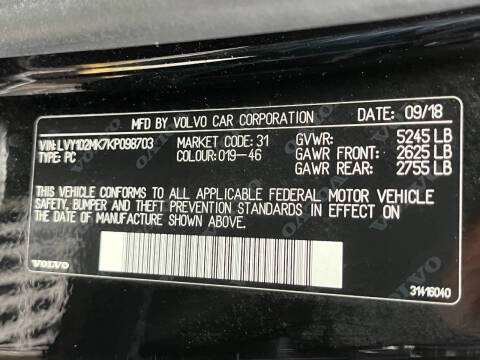 MFD BY VOLVO CAR CORPORATION DATE: 09/18
VIN: LVY102MK7KP098703 MARKET CODE: 31 GVWR: 5245 LB
TYPE: PC COLOUR: 019-46 GAWR FRONT: 2625 LB
GAWR REAR: 2755 LB
THIS VEHICLE CONFORMS TO ALL APPLICABLE FEDERAL MOTOR VEHICLE
SAFETY, BUMPER AND THEFT PREVENTION STANDARDS IN EFFECT ON
THE DATE OF MANUFACTURE SHOWN ABOVE.
VOLVO 31416040